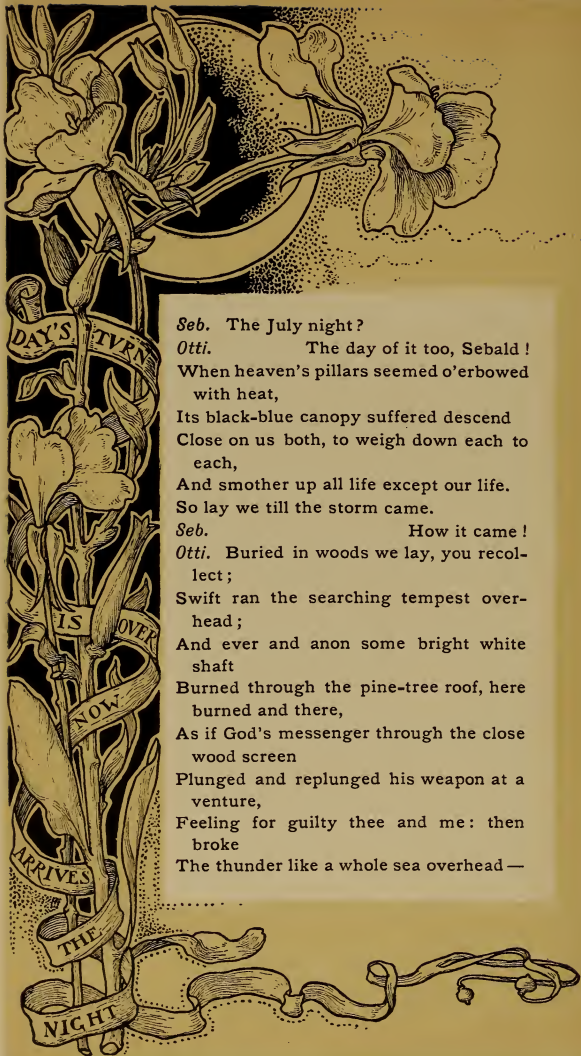 DAY'S TVRN
IS OVER
NOW
ARRIVES
THE
NIGHT
Seb. The July night ?
Otti. The day of it too, Sebald !
When heaven's pillars seemed o'erbowed
with heat,
Its black-blue canopy suffered descend
Close on us both, to weigh down each to
each,
And smother up all life except our life.
So lay we till the storm came.
Seb. How it came !
Otti. Buried in woods we lay, you recol-
lect ;
Swift ran the searching tempest over-
head ;
And ever and anon some bright white
shaft
Burned through the pine-tree roof, here
burned and there,
As if God's messenger through the close
wood screen
Plunged and replunged his weapon at a
venture,
Feeling for guilty thee and me : then
broke
The thunder like a whole sea overhead —